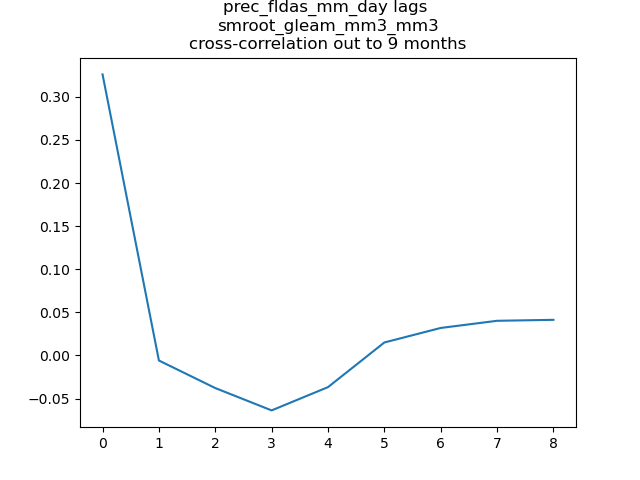 prec_fldas_mm_day lags
smroot_gleam_mm3_mm3
cross-correlation out to 9 months
0.30
0.25
0.20
0.15
0.10
0.05
0.00
−0.05
0 1 2 3 4 5 6 7 8